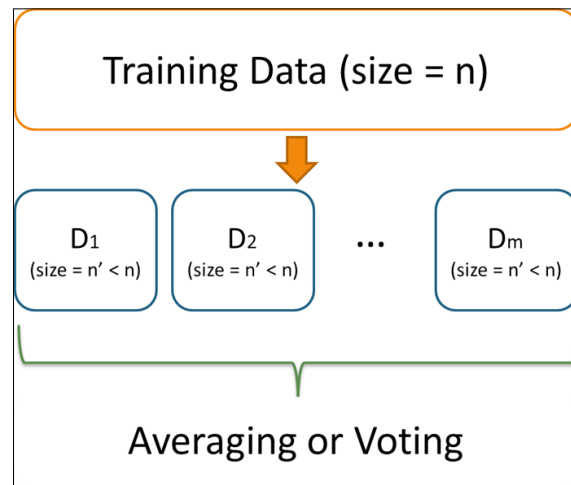 Training Data (size = n)
D1
(size = n' < n)
D2
(size = n' < n)
...
Dm
(size = n' < n)
Averaging or Voting